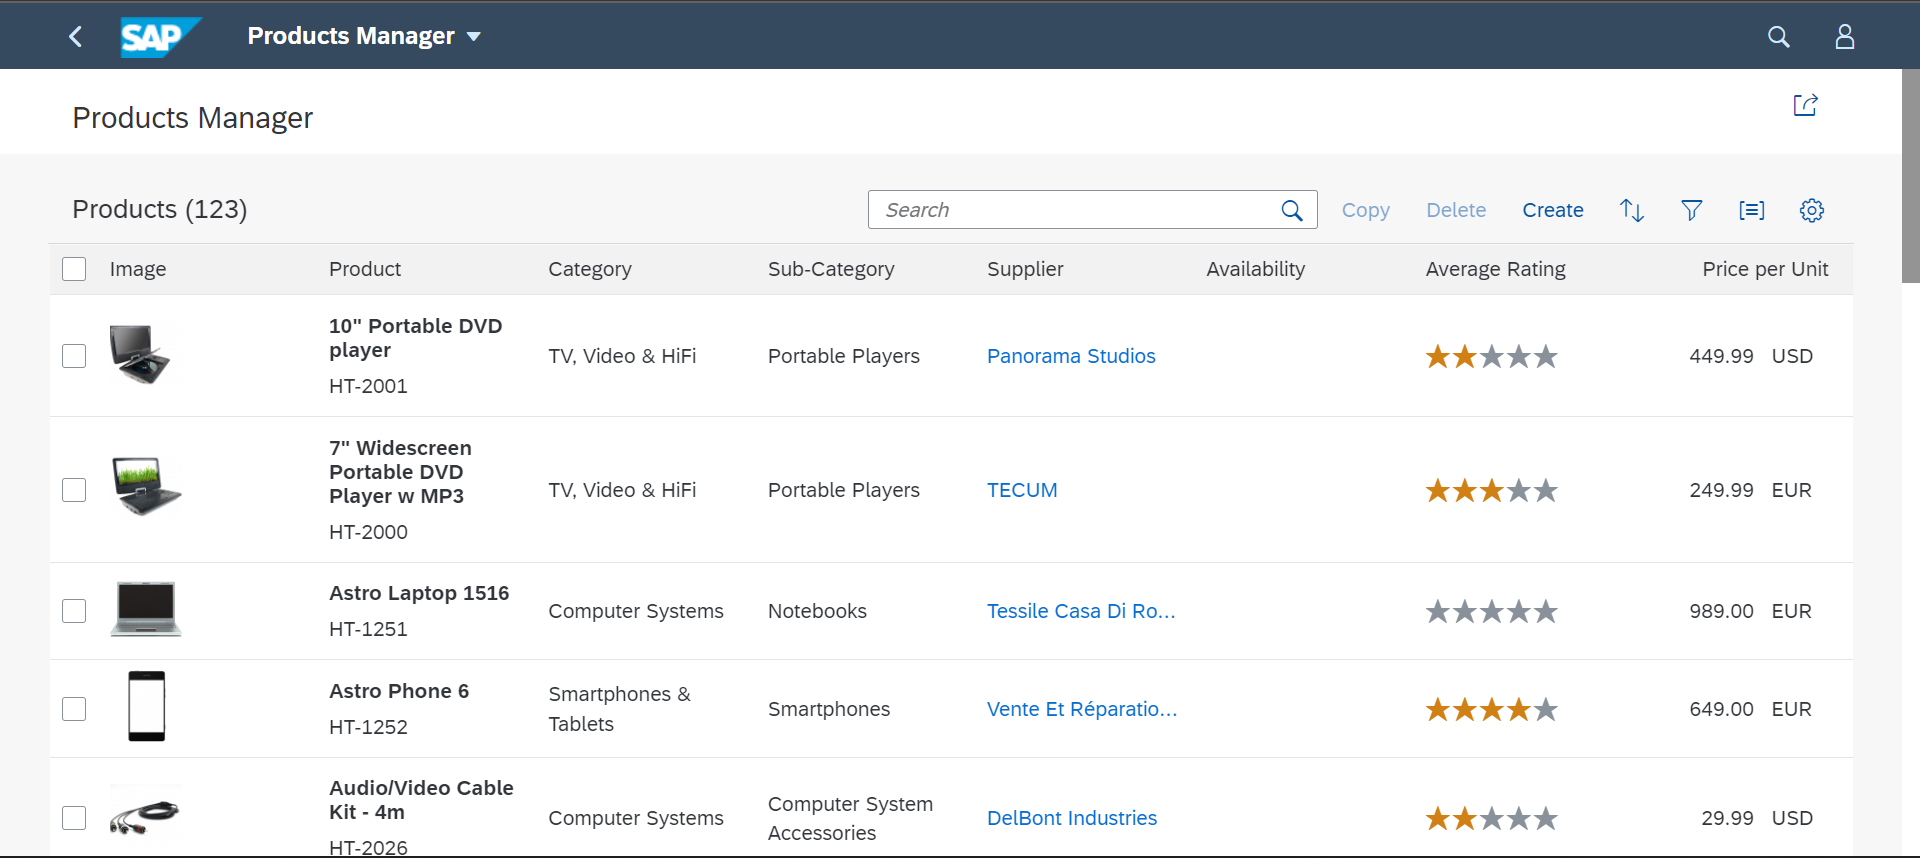 SAP Products Manager
Products Manager
Products (123) Search Copy Delete Create
Image Product Category Sub-Category Supplier Availability Average Rating Price per Unit
10" Portable DVD
player
HT-2001
TV, Video & HiFi
Portable Players
Panorama Studios
449.99 USD
7" Widescreen
Portable DVD
Player w MP3
HT-2000
TV, Video & HiFi
Portable Players
TECUM
249.99 EUR
Astro Laptop 1516
HT-1251
Computer Systems
Notebooks
Tessile Casa Di Ro...
989.00 EUR
Astro Phone 6
HT-1252
Smartphones &
Tablets
Smartphones
Vente Et Réparatio...
649.00 EUR
Audio/Video Cable
Kit - 4m
HT-2026
Computer Systems
Computer System
Accessories
DelBont Industries
29.99 USD